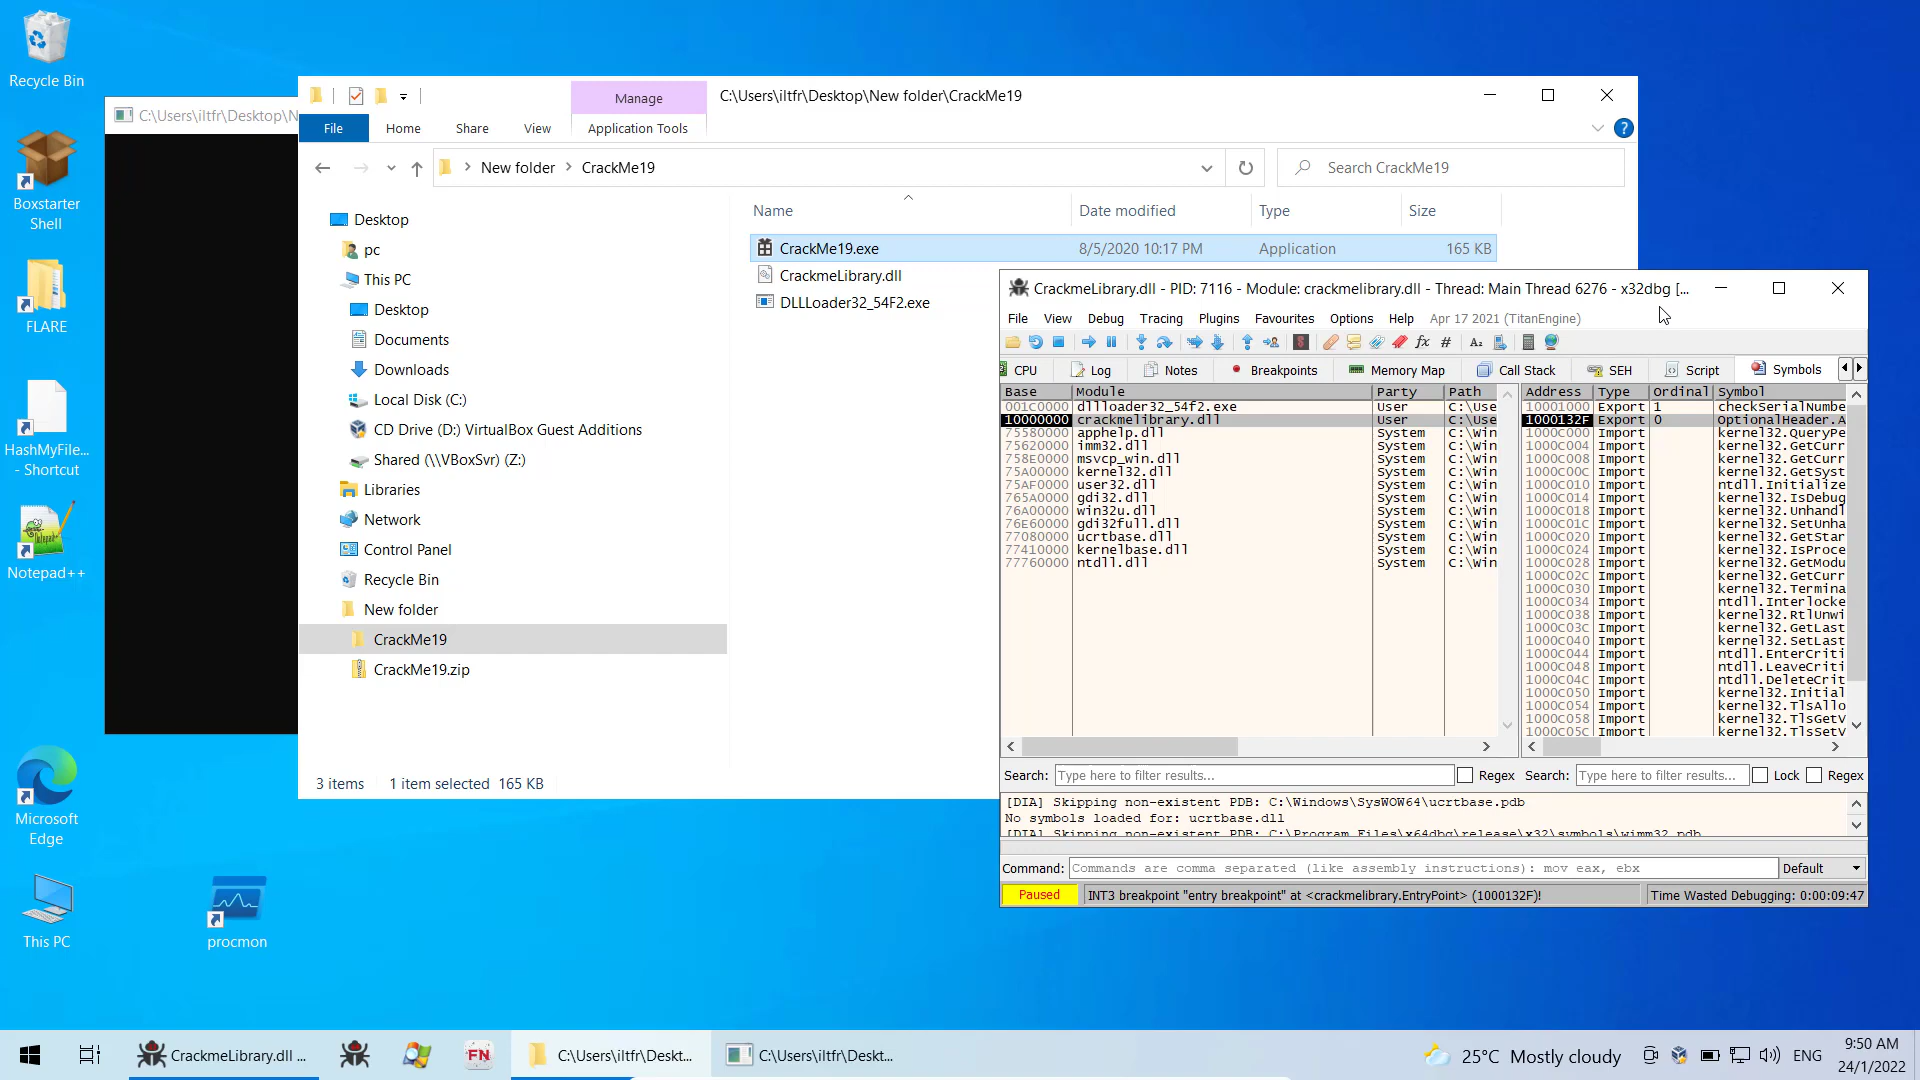 Recycle Bin
Boxstarter
Shell
FLARE
HashMyFile...
- Shortcut
Notepad++
Microsoft
Edge
This PC
procmon
C:\Users\iltfr\Desktop\N
Manage
C:\Users\iltfr\Desktop\New folder\CrackMe19
File
Home
Share
View
Application Tools
New folder
CrackMe19
Search CrackMe19
Name
Date modified
Type
Size
CrackMe19.exe
8/5/2020 10:17 PM
Application
165 KB
CrackmeLibrary.dll
DLLLoader32_54F2.exe
Desktop
pc
This PC
Desktop
Documents
Downloads
Local Disk (C:)
CD Drive (D:) VirtualBox Guest Additions
Shared (\\VBoxSvr) (Z:)
Libraries
Network
Control Panel
Recycle Bin
New folder
CrackMe19
CrackMe19.zip
3 items
1 item selected 165 KB
CrackmeLibrary.dll - PID: 7116 - Module: crackmelibrary.dll - Thread: Main Thread 6276 - x32dbg [...
File View Debug Tracing Plugins Favourites Options Help Apr 17 2021 (TitanEngine)
CPU Log Notes Breakpoints Memory Map Call Stack SEH Script Symbols
Base Module Party Path
001C0000 dllloader32_54f2.exe User C:\Use
10000000 crackmelibrary.dll User C:\Use
75580000 apphelp.dll System C:\Win
75620000 imm32.dll System C:\Win
758E0000 msvcp_win.dll System C:\Win
75A00000 kernel32.dll System C:\Win
75AF0000 user32.dll System C:\Win
765A0000 gdi32.dll System C:\Win
76A00000 win32u.dll System C:\Win
76E60000 gdi32full.dll System C:\Win
77080000 ucrtbase.dll System C:\Win
77410000 kernelbase.dll System C:\Win
77760000 ntdll.dll System C:\Win
Address Type Ordinal Symbol
10001000 Export 1 checkSerialNumbe
1000132F Export 0 OptionalHeader.A
1000C000 Import kernel32.QueryPe
1000C004 Import kernel32.GetCurr
1000C008 Import kernel32.GetCurr
1000C00C Import kernel32.GetSyst
1000C010 Import ntdll.Initialize
1000C014 Import kernel32.IsDebug
1000C018 Import kernel32.Unhandl
1000C01C Import kernel32.SetUnha
1000C020 Import kernel32.GetStar
1000C024 Import kernel32.IsProce
1000C028 Import kernel32.GetModu
1000C02C Import kernel32.GetCurr
1000C030 Import kernel32.Termina
1000C034 Import ntdll.Interlocke
1000C038 Import kernel32.RtlUnwi
1000C03C Import kernel32.GetLast
1000C040 Import kernel32.SetLast
1000C044 Import ntdll.EnterCriti
1000C048 Import ntdll.LeaveCriti
1000C04C Import ntdll.DeleteCrit
1000C050 Import kernel32.Initial
1000C054 Import kernel32.TlsAllo
1000C058 Import kernel32.TlsGetV
1000C05C Import kernel32.TlsSetV
Search: Type here to filter results... Regex
Search: Type here to filter results... Lock Regex
[DIA] Skipping non-existent PDB: C:\Windows\SysWOW64\ucrtbase.pdb
No symbols loaded for: ucrtbase.dll
[DIA] Skipping non-existent PDB: C:\Program Files\x64dbg\release\x32\symbols\wimm32.pdb
Command: Commands are comma separated (like assembly instructions): mov eax, ebx Default
Paused INT3 breakpoint "entry breakpoint" at <crackmelibrary.EntryPoint> (1000132F)! Time Wasted Debugging: 0:00:09:47
CrackmeLibrary.dll ...
FN
C:\Users\iltfr\Deskt...
C:\Users\iltfr\Deskt...
25°C Mostly cloudy
ENG
9:50 AM
24/1/2022